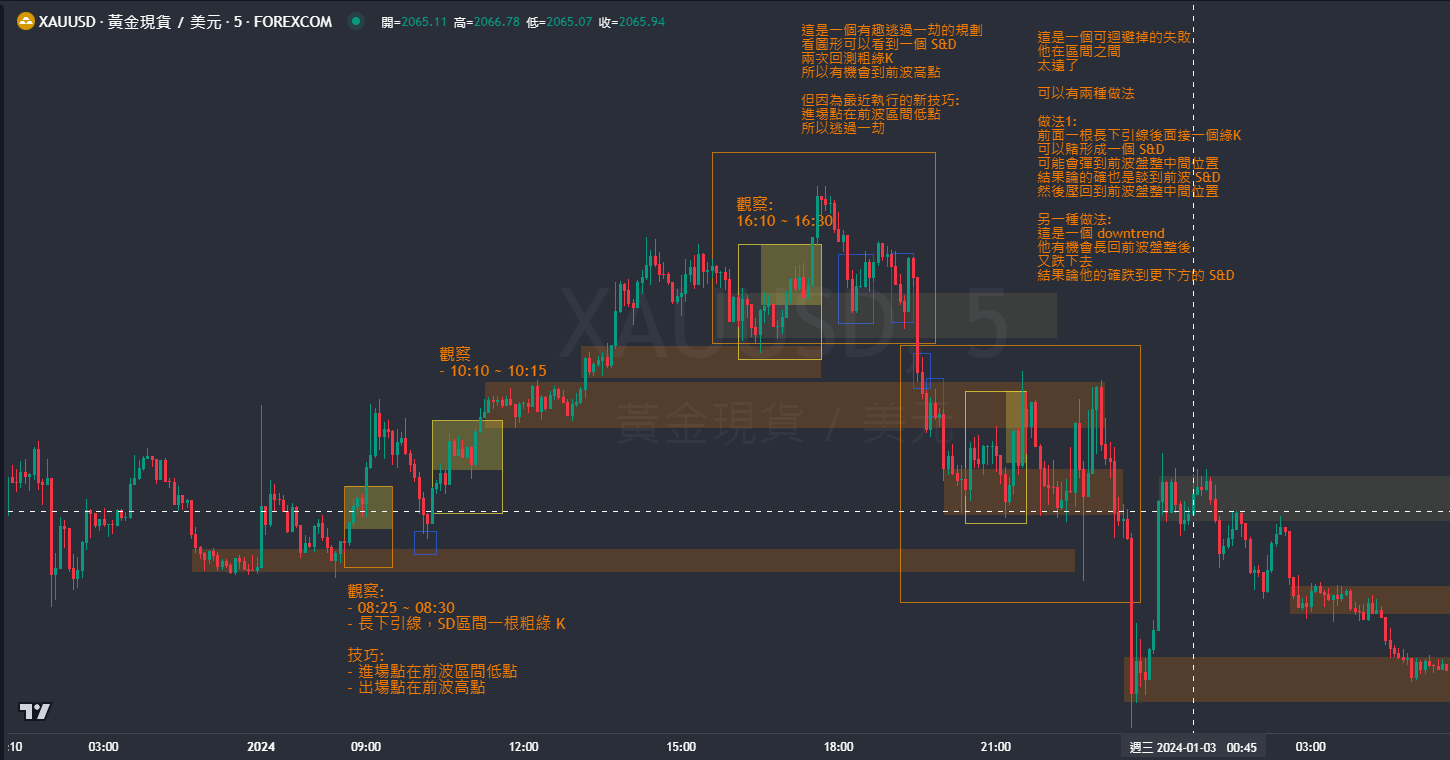 XAUUSD · 黃金現貨 / 美元 · 5 · FOREXCOM 開=2065.11 高=2066.78 低=2065.07 收=2065.94
這是一個有趣逃過一劫的規劃
看圖形可以看到一個 S&D
兩次回測粗綠K
所以有機會到前波高點
但因為最近執行的新技巧:
進場點在前波區間低點
所以逃過一劫
這是一個可迴避掉的失敗
他在區間之間
太遠了
可以有兩種做法
做法1:
前面一根長下引線後面接一個綠K
可以賭形成一個 S&D
可能會彈到前波盤整中間位置
結果論的確也是談到前波 S&D
然後壓回到前波盤整中間位置
另一種做法:
這是一個 downtrend
他有機會長回前波盤整後
又跌下去
結果論他的確跌到更下方的 S&D
觀察:
16:10 ~ 16:30
XAUUSD, 5
黃金現貨 / 美元
觀察
- 10:10 ~ 10:15
觀察:
- 08:25 ~ 08:30
- 長下引線，SD區間一根粗綠 K
技巧:
- 進場點在前波區間低點
- 出場點在前波高點
:10 03:00 2024 09:00 12:00 15:00 18:00 21:00 週三 2024-01-03 00:45 03:00